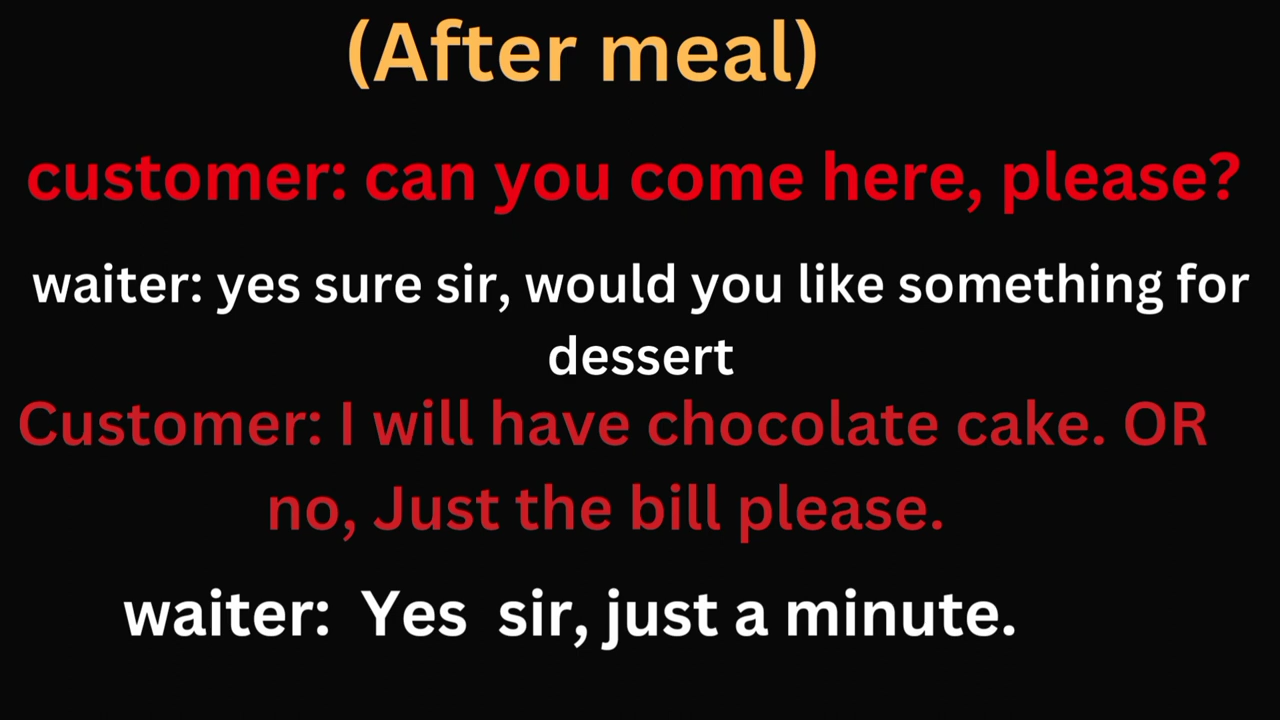 (After meal)
customer: can you come here, please?
waiter: yes sure sir, would you like something for
dessert
Customer: I will have chocolate cake. OR
no, Just the bill please.
waiter: Yes sir, just a minute.